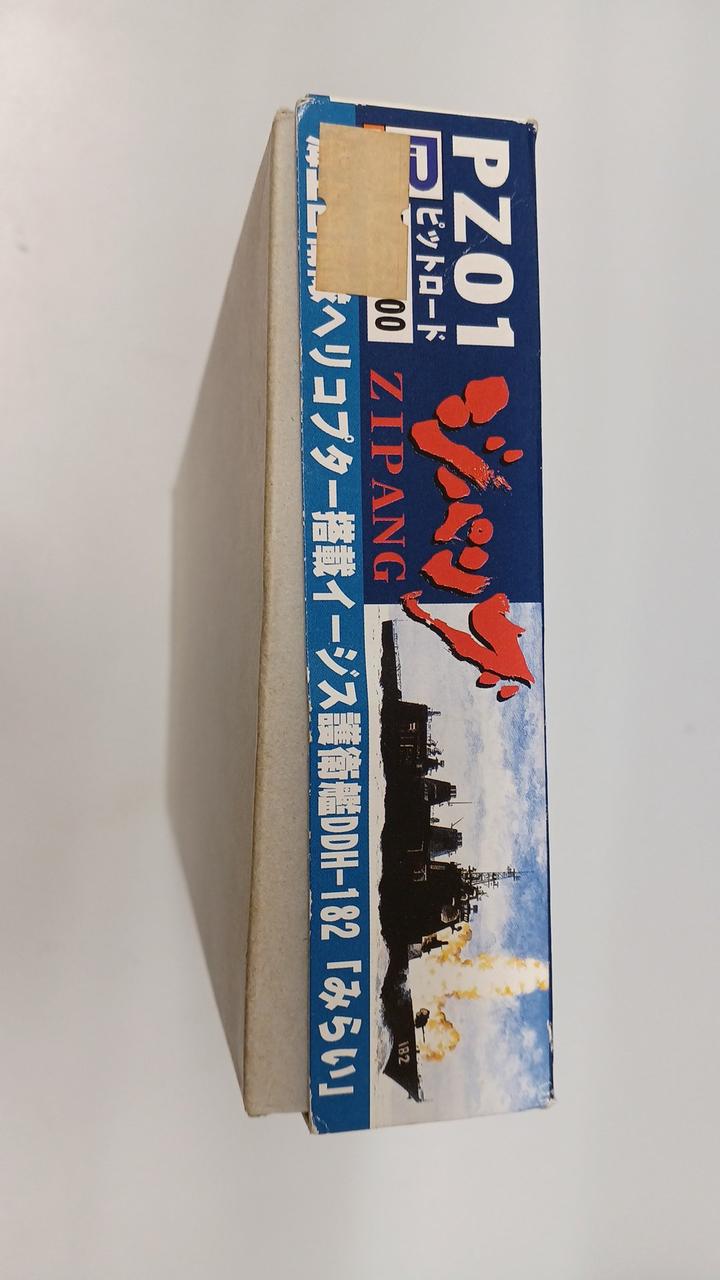 PZ01
ピットロード
00
ジパング
ZIPANG
ヘリコプター搭載イージス護衛艦DDH-182「みらい」
182